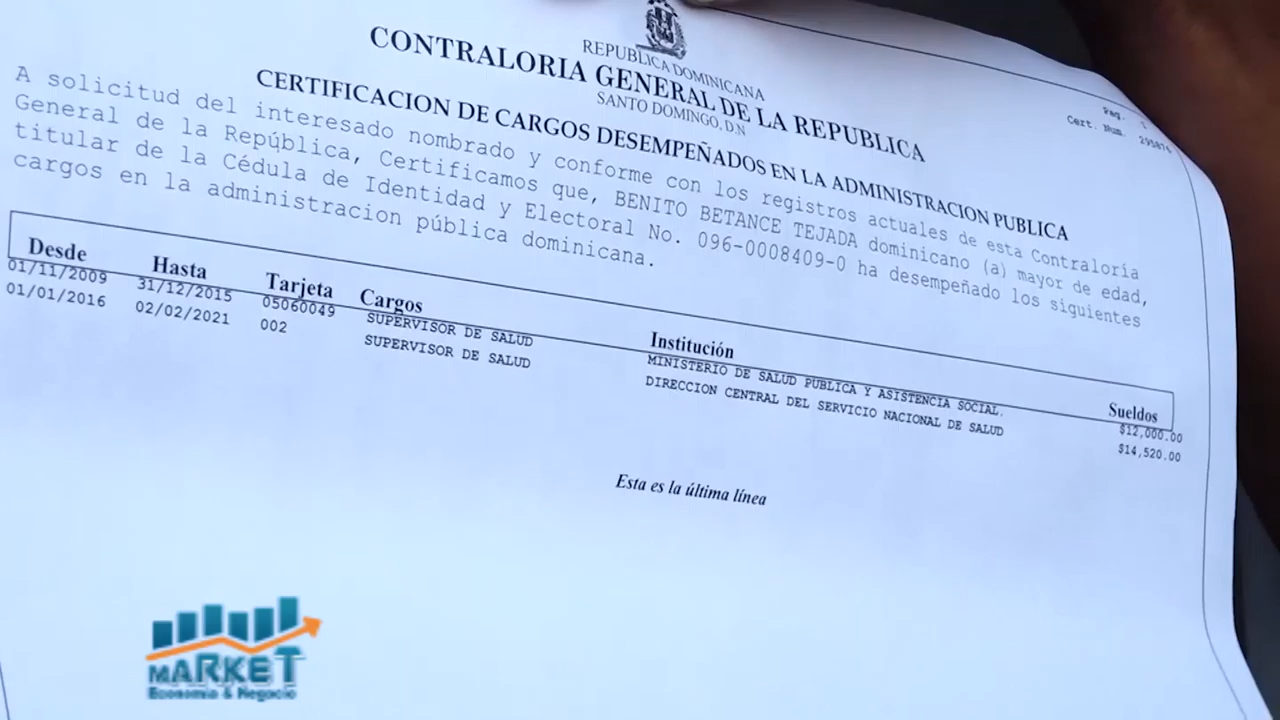 REPUBLICA DOMINICANA
CONTRALORIA GENERAL DE LA REPUBLICA
SANTO DOMINGO, D.N
Pag. 1
Cert. Num.
CERTIFICACION DE CARGOS DESEMPEÑADOS EN LA ADMINISTRACION PUBLICA
A solicitud del interesado nombrado y conforme con los registros actuales de esta Contraloría
General de la República, Certificamos que, BENITO BETANCE TEJADA dominicano (a) mayor de edad,
titular de la Cédula de Identidad y Electoral No. 096-0008409-0 ha desempeñado los siguientes
cargos en la administracion pública dominicana.
Desde Hasta Tarjeta Cargos Institución Sueldos
01/11/2009 31/12/2015 05060049 SUPERVISOR DE SALUD MINISTERIO DE SALUD PUBLICA Y ASISTENCIA SOCIAL. $12,000.00
01/01/2016 02/02/2021 002 SUPERVISOR DE SALUD DIRECCION CENTRAL DEL SERVICIO NACIONAL DE SALUD $14,520.00
Esta es la última línea
MARKET
Economia & Negocio